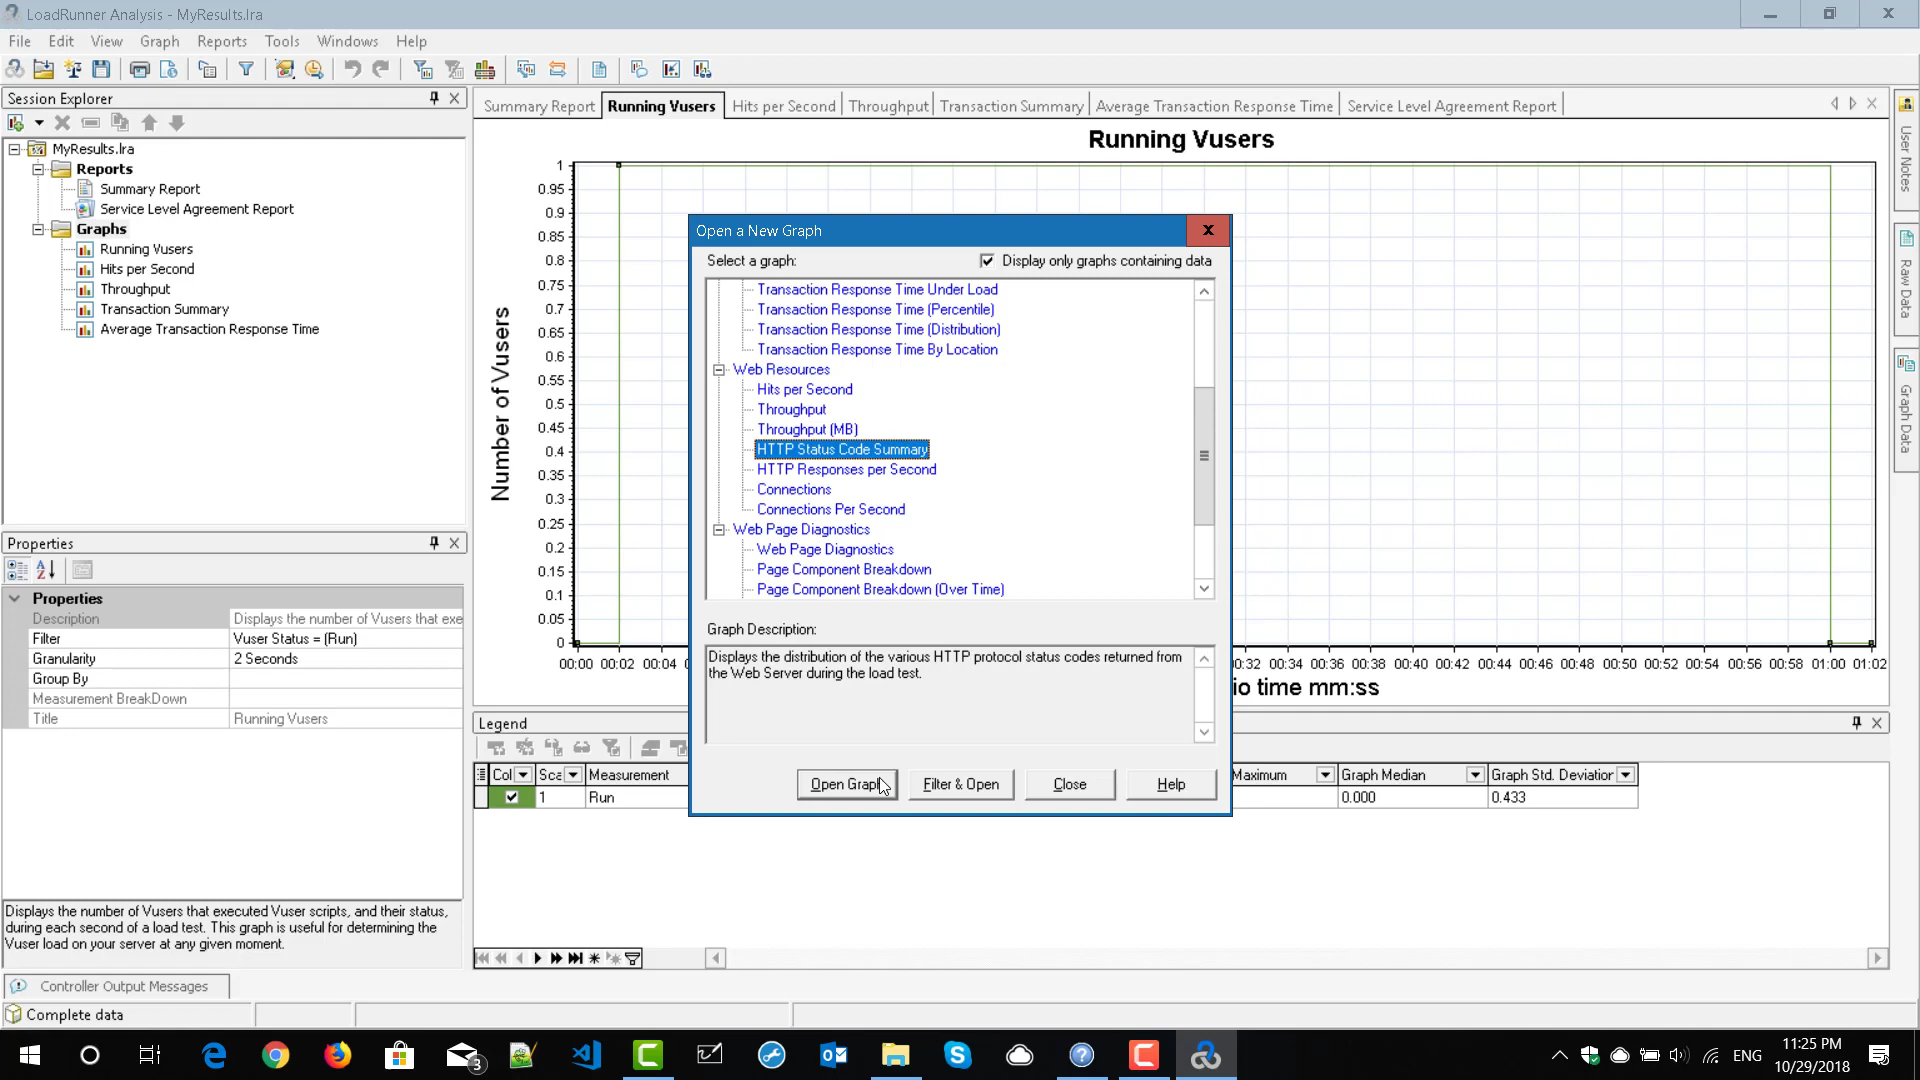 LoadRunner Analysis - MyResults.lra
File Edit View Graph Reports Tools Windows Help
Session Explorer
MyResults.lra
Reports
Summary Report
Service Level Agreement Report
Graphs
Running Vusers
Hits per Second
Throughput
Transaction Summary
Average Transaction Response Time
Properties
Properties
Description Displays the number of Vusers that exe
Filter Vuser Status = (Run)
Granularity 2 Seconds
Group By
Measurement BreakDown
Title Running Vusers
Displays the number of Vusers that executed Vuser scripts, and their status,
during each second of a load test. This graph is useful for determining the
Vuser load on your server at any given moment.
Controller Output Messages
Complete data
Summary Report Running Vusers Hits per Second Throughput Transaction Summary Average Transaction Response Time Service Level Agreement Report
Running Vusers
Number of Vusers
1
0.95
0.9
0.85
0.8
0.75
0.7
0.65
0.6
0.55
0.5
0.45
0.4
0.35
0.3
0.25
0.2
0.15
0.1
0.05
0
00:00 00:02 00:04 0 00:32 00:34 00:36 00:38 00:40 00:42 00:44 00:46 00:48 00:50 00:52 00:54 00:56 00:58 01:00 01:02
io time mm:ss
Open a New Graph
Select a graph: Display only graphs containing data
Transaction Response Time Under Load
Transaction Response Time (Percentile)
Transaction Response Time (Distribution)
Transaction Response Time By Location
Web Resources
Hits per Second
Throughput
Throughput (MB)
HTTP Status Code Summary
HTTP Responses per Second
Connections
Connections Per Second
Web Page Diagnostics
Web Page Diagnostics
Page Component Breakdown
Page Component Breakdown (Over Time)
Graph Description:
Displays the distribution of the various HTTP protocol status codes returned from
the Web Server during the load test.
Open Graph Filter & Open Close Help
Legend
Col Sca Measurement Maximum Graph Median Graph Std. Deviation
1 Run 0.000 0.433
User Notes
Raw Data
Graph Data
3
ENG
11:25 PM
10/29/2018